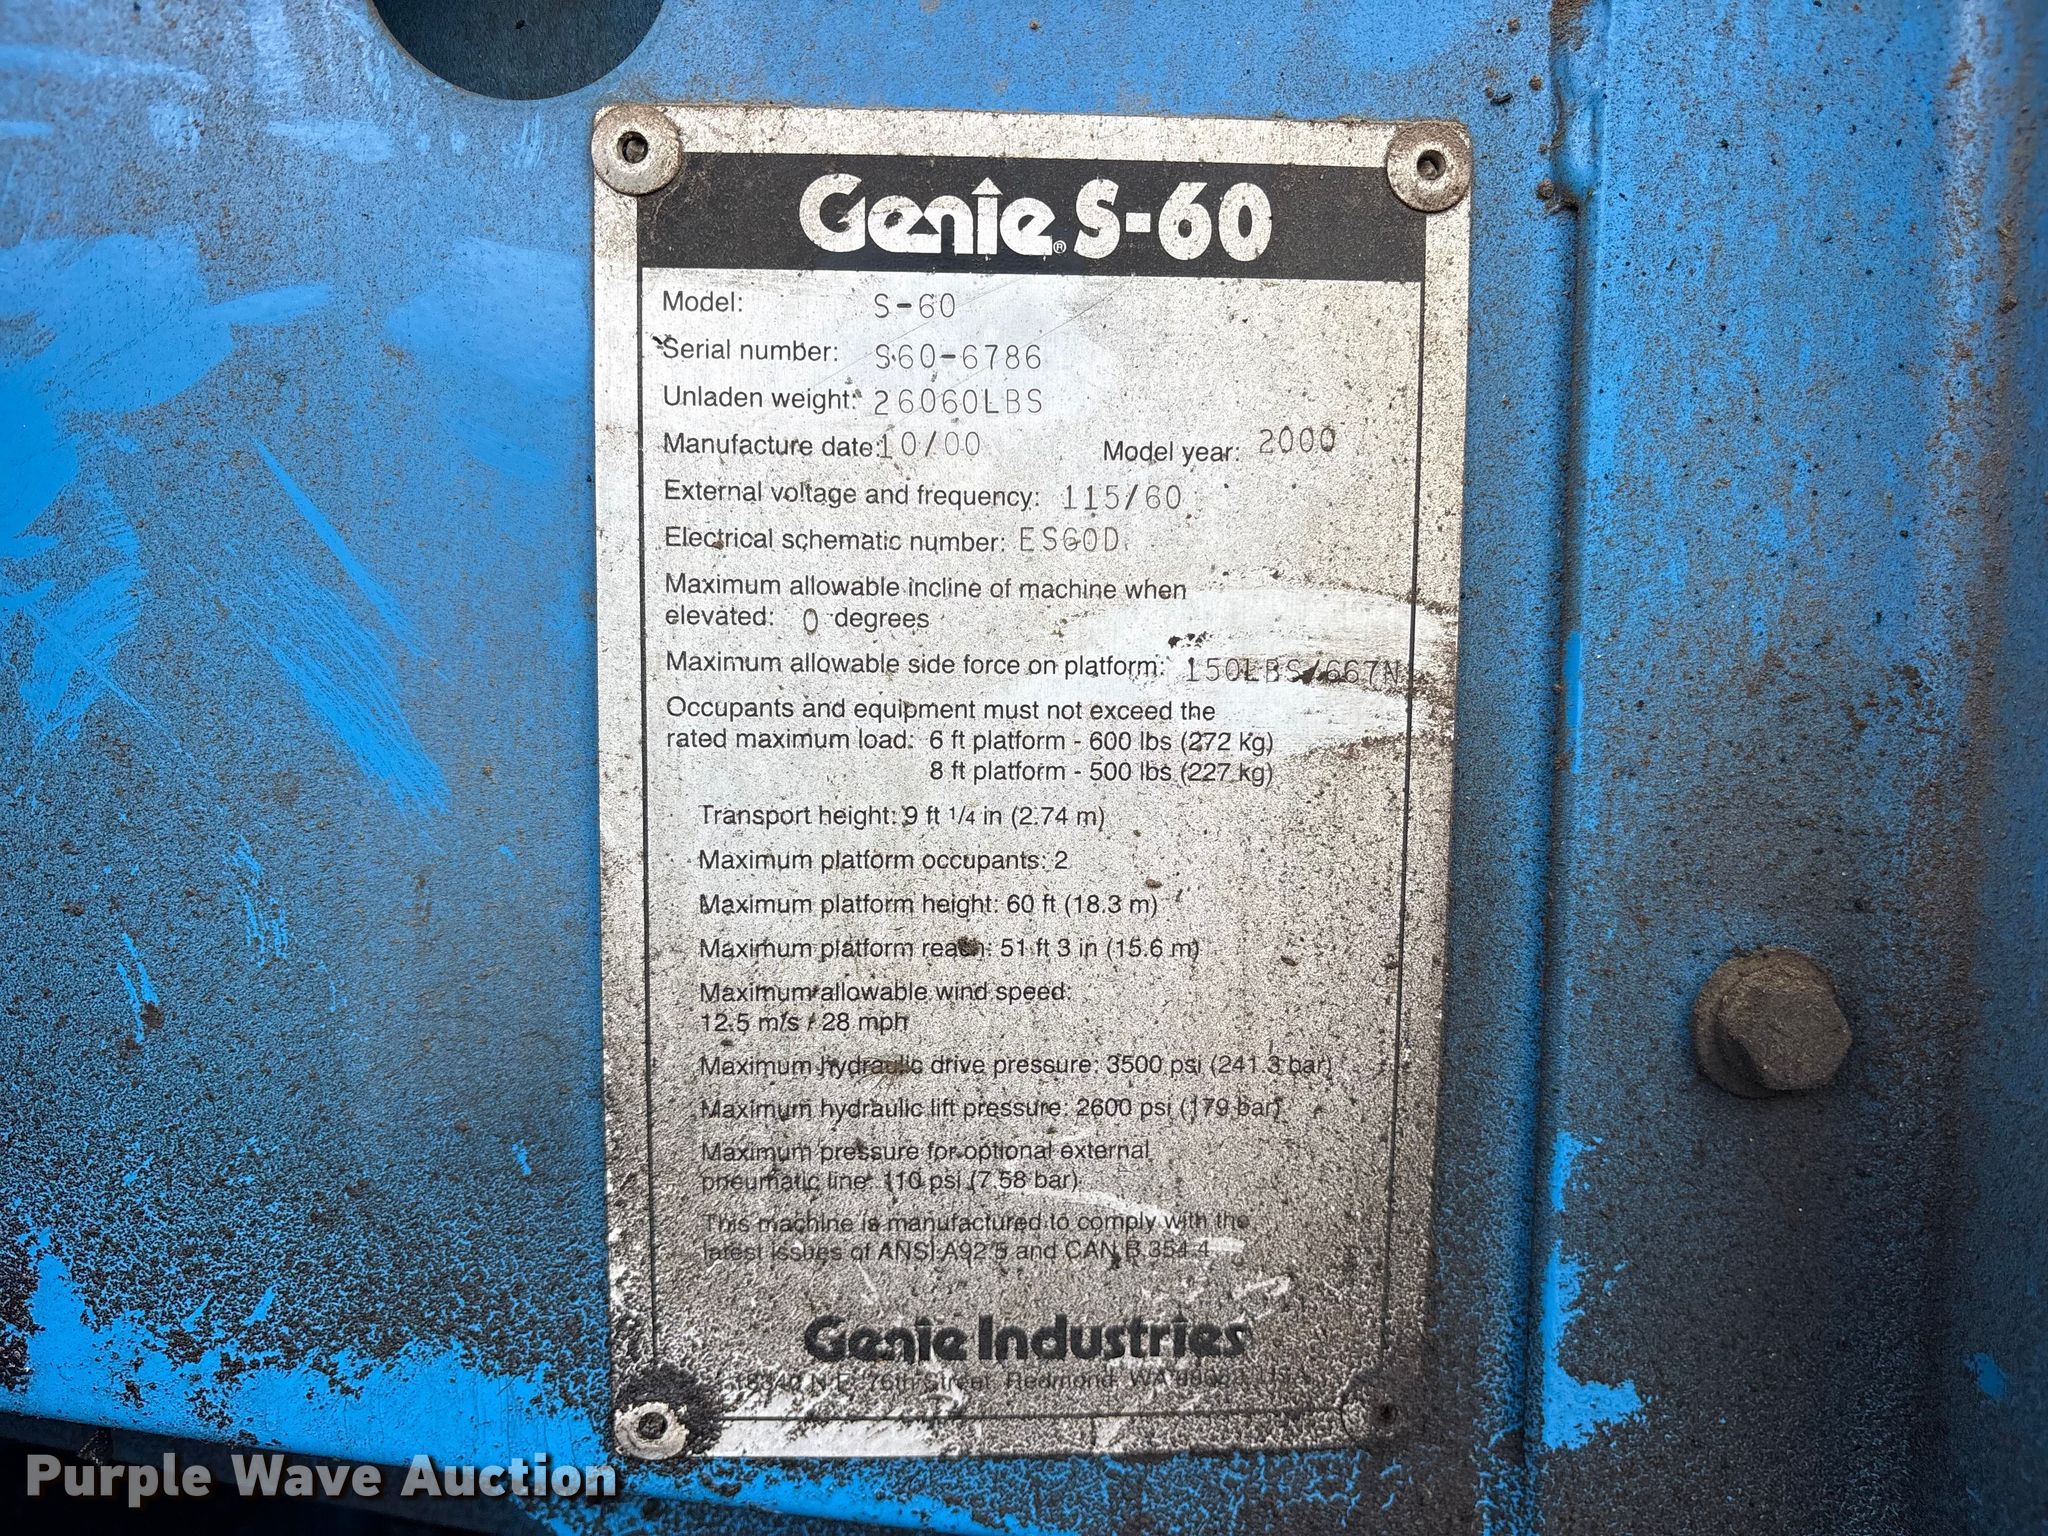 Genie® S-60
Model: S-60
Serial number: S60-6786
Unladen weight: 26060LBS
Manufacture date: 10/00 Model year: 2000
External voltage and frequency: 115/60
Electrical schematic number: ES60D
Maximum allowable incline of machine when
elevated: 0 degrees
Maximum allowable side force on platform: 150LBS/667N
Occupants and equipment must not exceed the
rated maximum load: 6 ft platform - 600 lbs (272 kg)
8 ft platform - 500 lbs (227 kg)
Transport height: 9 ft 1/4 in (2.74 m)
Maximum platform occupants: 2
Maximum platform height: 60 ft (18.3 m)
Maximum platform reach: 51 ft 3 in (15.6 m)
Maximum allowable wind speed:
12.5 m/s / 28 mph
Maximum hydraulic drive pressure: 3500 psi (241.3 bar)
Maximum hydraulic lift pressure: 2600 psi (179 bar)
Maximum pressure for optional external
pneumatic line: 110 psi (7.58 bar)
This machine is manufactured to comply with the
latest issues of ANSI A92.5 and CAN B.354.4
Genie Industries
18340 N.E. 76th Street, Redmond, WA
Purple Wave Auction